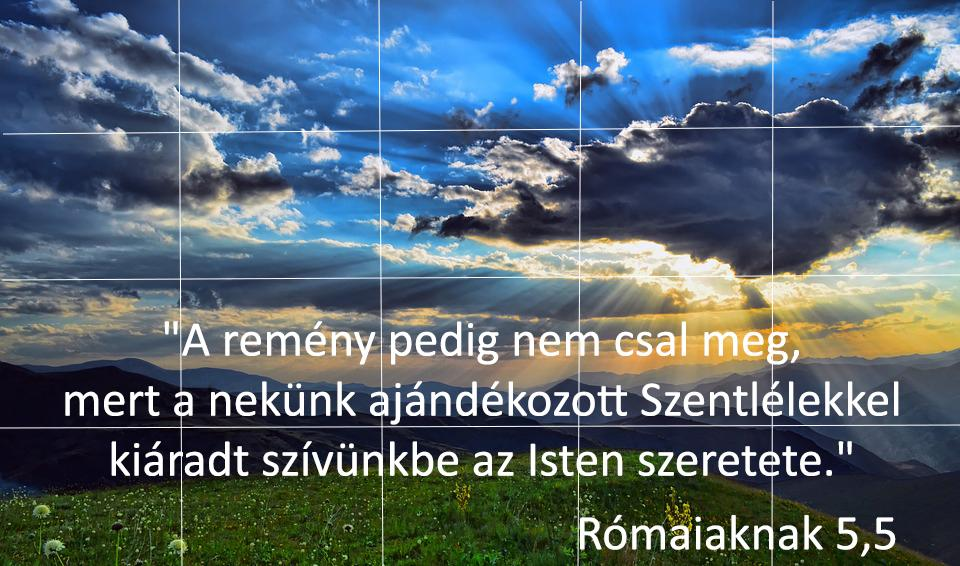 "A remény pedig nem csal meg,
mert a nekünk ajándékozott Szentlélekkel
kiáradt szívünkbe az Isten szeretete."
Rómaiaknak 5,5